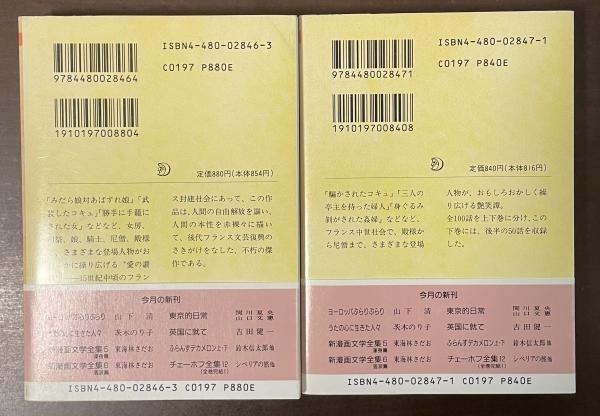 ISBN4-480-02846-3
9784480028464
C0197 P880E
1910197008804
定価880円(本体854円)
「みだら娘対あばずれ娘」「武
装したコキュ」「勝手に手籠に
された女」などなど、女房、
娘、騎士、尼僧、殿様
さまざまな登場人物がお
かに繰り広げる〝愛の讃
15世紀中頃のフラン
ス封建社会にあって、この作
品は、人間の自由解放を謳い、
人間の本性を赤裸々に描い
て、後代フランス文芸復興の
さきがけをなした、不朽の傑
作である。
今月の新刊
ヨーロッパぶらりぶらり 山下 清
うたの心に生きた人々 茨木のり子
新漫画文学全集5 東海林さだお
新漫画文学全集6 東海林さだお
東京的日常 関川夏央 山口文憲
英国に就て 吉田健一
ふらんすデカメロン上・下 鈴木信太郎他
チェーホフ全集12 シベリアの旅他
(全巻完結!)
ISBN4-480-02846-3 C0197 P880E
ISBN4-480-02847-1
9784480028471
C0197 P840E
1910197008408
定価840円(本体816円)
「騙かされたコキュ」「三人の
亭主を持った婦人」「身ぐるみ
剥がされた姦婦」などなど、
フランス中世社会で、殿様か
ら尼僧まで、さまざまな登場
人物が、おもしろおかしく繰
り広げる艶笑譚。
全100話を上下巻に分け、この
下巻には、後半の50話を収録し
た。
今月の新刊
ヨーロッパぶらりぶらり 山下 清
うたの心に生きた人々 茨木のり子
新漫画文学全集5 東海林さだお
新漫画文学全集6 東海林さだお
東京的日常 関川夏央 山口文憲
英国に就て 吉田健一
ふらんすデカメロン上・下 鈴木信太郎他
チェーホフ全集12 シベリアの旅他
(全巻完結!)
ISBN4-480-02847-1 C0197 P840E